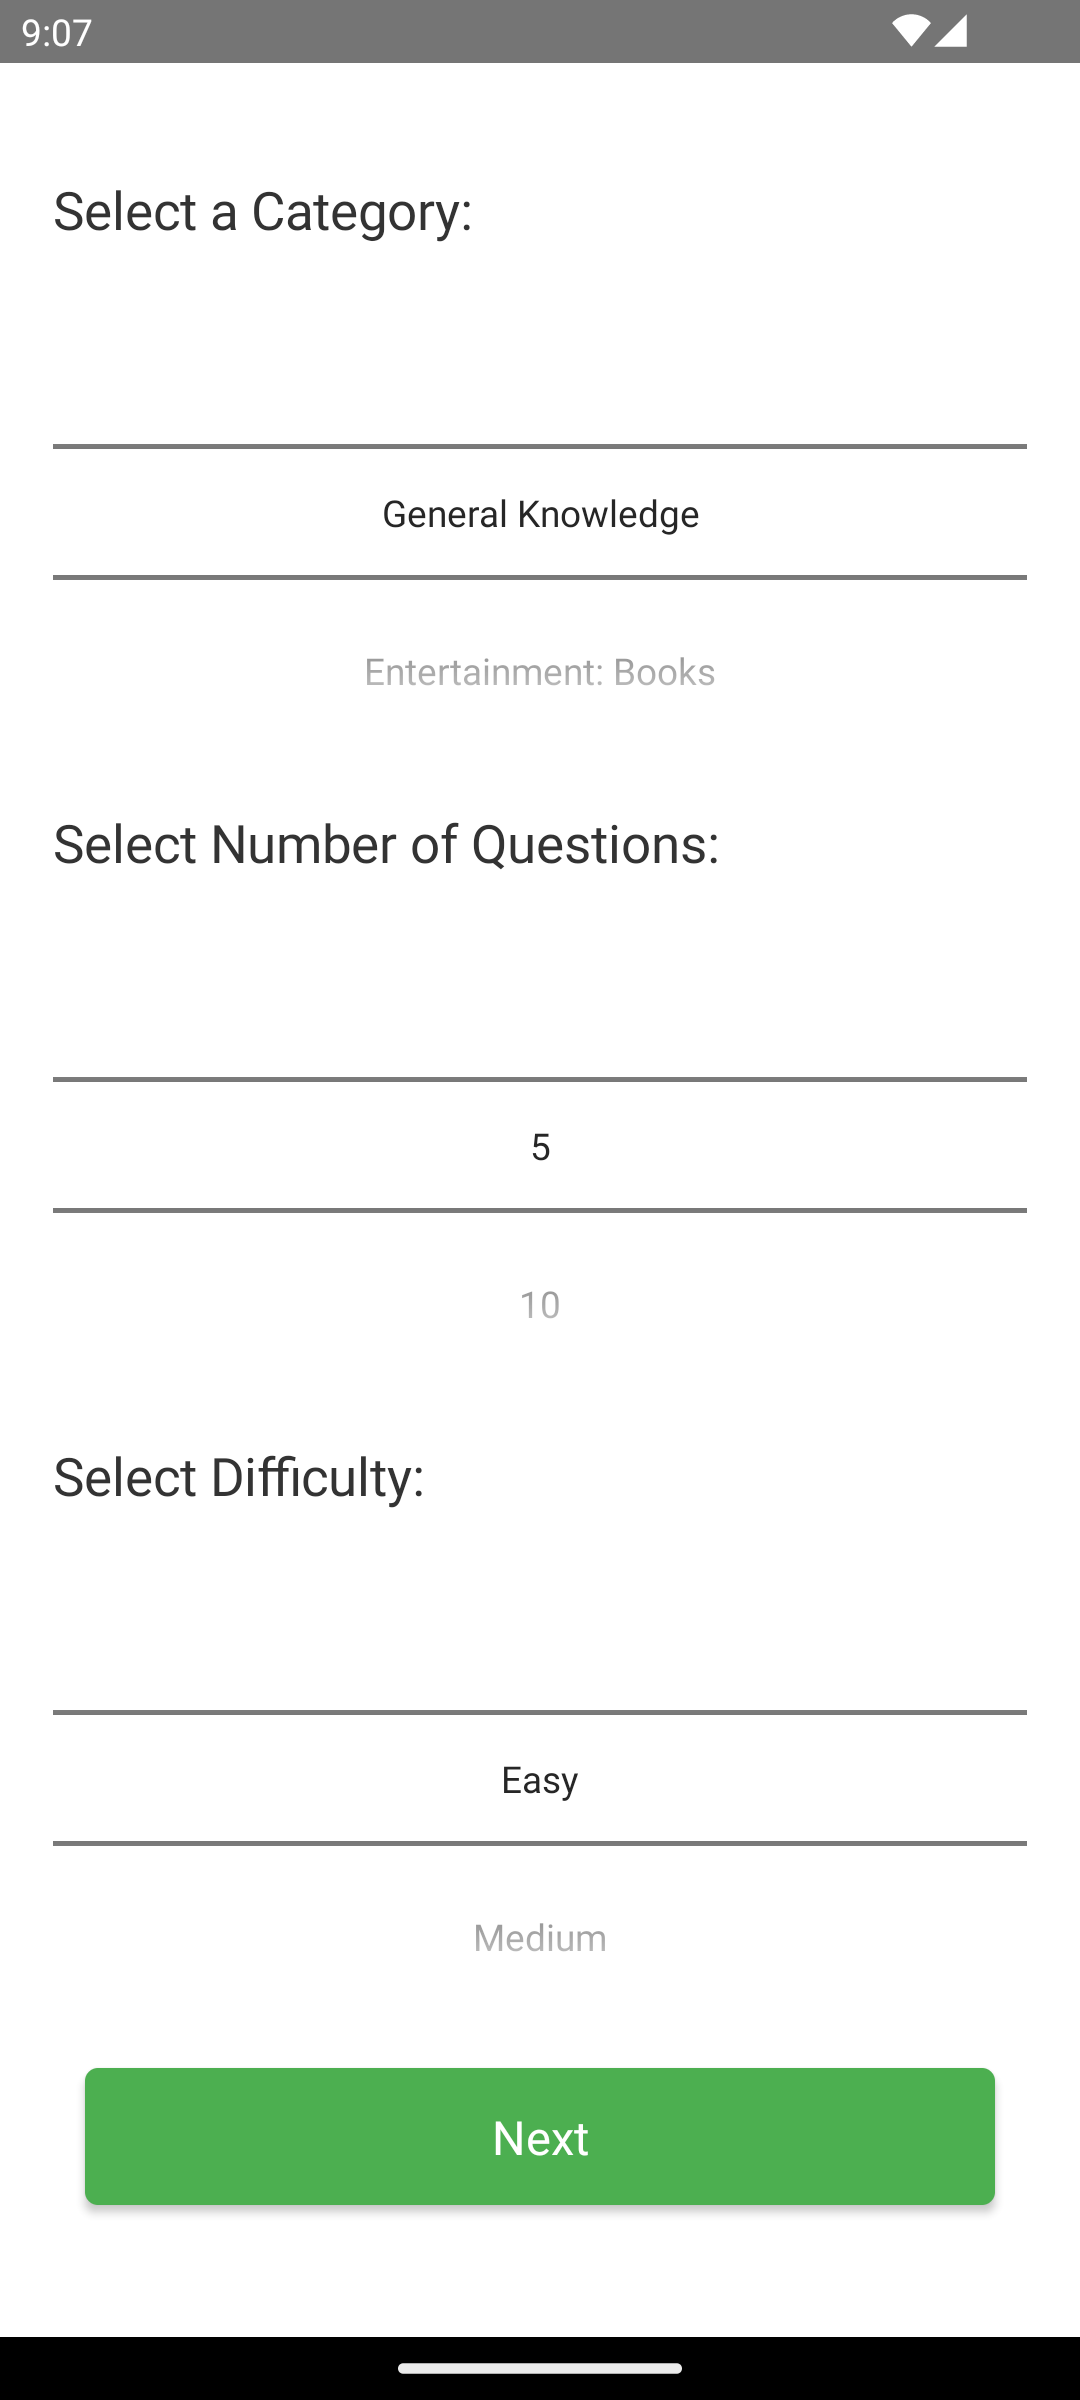 9:07
Select a Category:
General Knowledge
Entertainment: Books
Select Number of Questions:
5
10
Select Difficulty:
Easy
Medium
Next